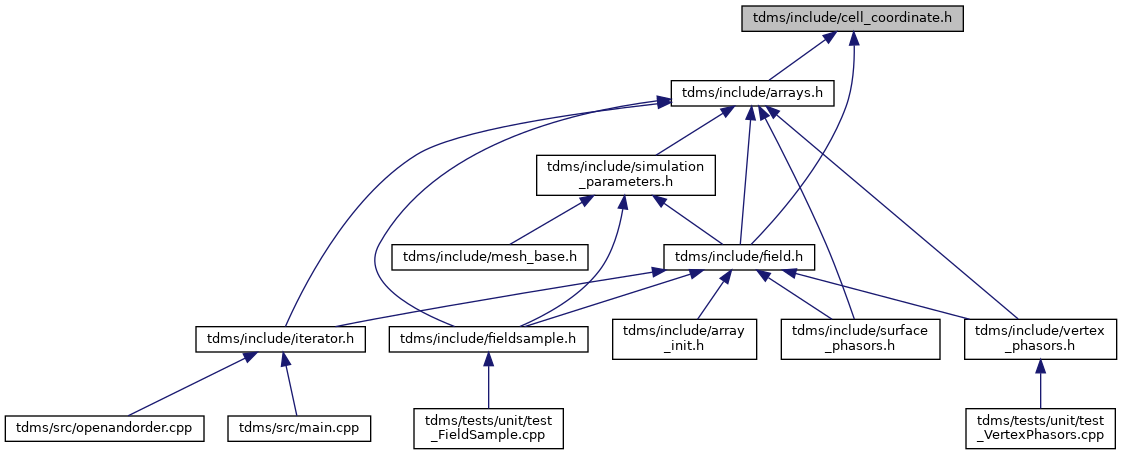 tdms/include/cell_coordinate.h
tdms/include/arrays.h
tdms/include/simulation
_parameters.h
tdms/include/mesh_base.h
tdms/include/field.h
tdms/include/iterator.h
tdms/include/fieldsample.h
tdms/include/array
_init.h
tdms/include/surface
_phasors.h
tdms/include/vertex
_phasors.h
tdms/src/openandorder.cpp
tdms/src/main.cpp
tdms/tests/unit/test
_FieldSample.cpp
tdms/tests/unit/test
_VertexPhasors.cpp